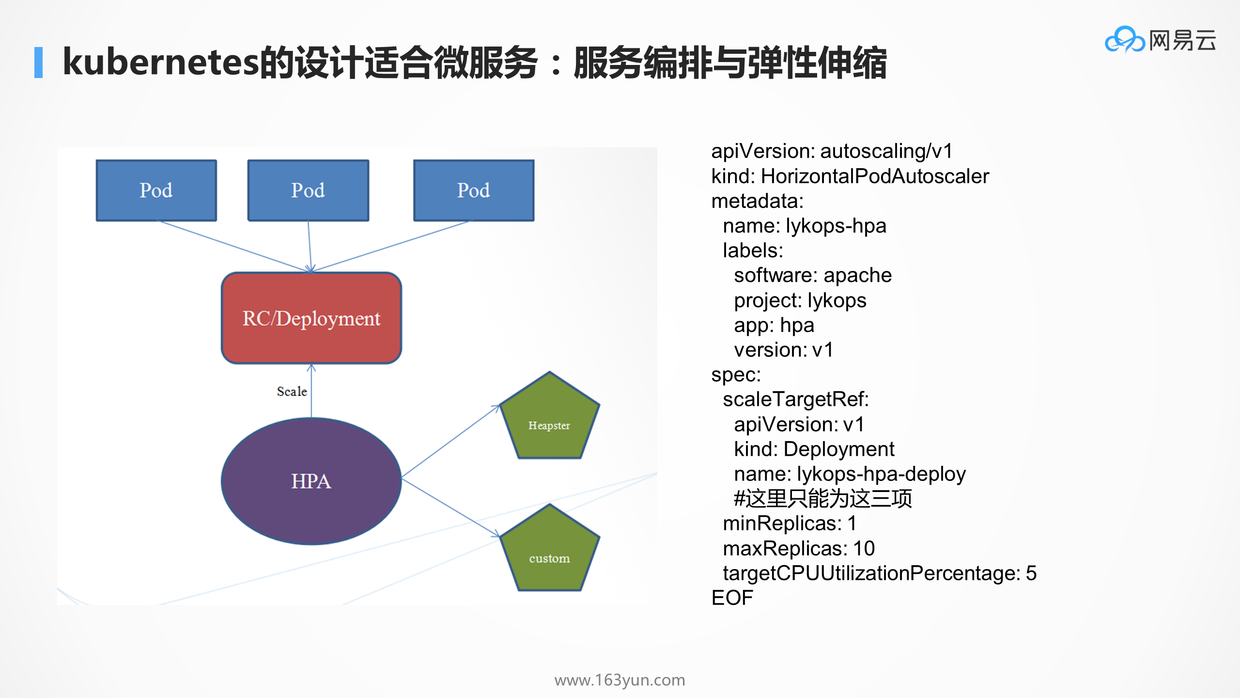 kubernetes的设计适合微服务：服务编排与弹性伸缩
网易云
Pod
Pod
Pod
RC/Deployment
Scale
HPA
Heapster
custom
apiVersion: autoscaling/v1
kind: HorizontalPodAutoscaler
metadata:
  name: lykops-hpa
  labels:
    software: apache
    project: lykops
    app: hpa
    version: v1
spec:
  scaleTargetRef:
    apiVersion: v1
    kind: Deployment
    name: lykops-hpa-deploy
    #这里只能为这三项
  minReplicas: 1
  maxReplicas: 10
  targetCPUUtilizationPercentage: 5
EOF
www.163yun.com